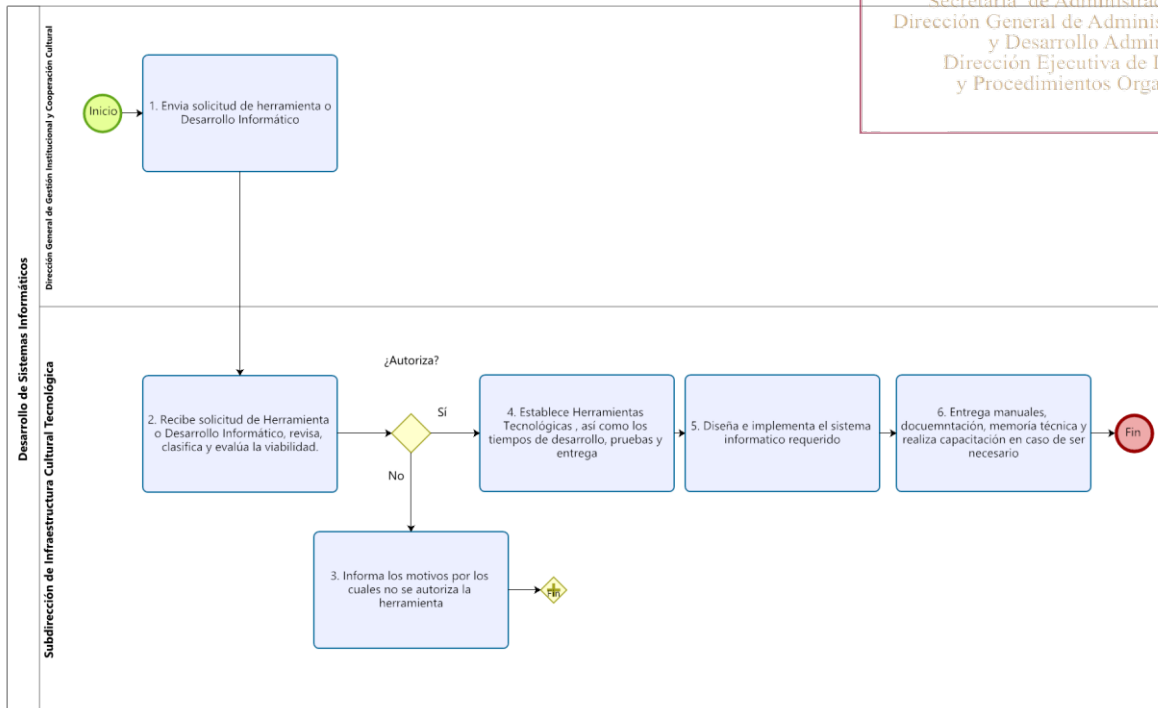 Secretaría de Administrac
Dirección General de Adminis
y Desarrollo Admin
Dirección Ejecutiva de
y Procedimientos Orga
Desarrollo de Sistemas Informáticos
Dirección General de Gestión Institucional y Cooperación Cultural
Inicio
1. Envia solicitud de herramienta o
Desarrollo Informático
Subdirección de Infraestructura Cultural Tecnológica
2. Recibe solicitud de Herramienta
o Desarrollo Informático, revisa,
clasifica y evalúa la viabilidad.
¿Autoriza?
Sí
No
3. Informa los motivos por los
cuales no se autoriza la
herramienta
Fin
4. Establece Herramientas
Tecnológicas , así como los
tiempos de desarrollo, pruebas y
entrega
5. Diseña e implementa el sistema
informatico requerido
6. Entrega manuales,
docuemntación, memoria técnica y
realiza capacitación en caso de ser
necesario
Fin